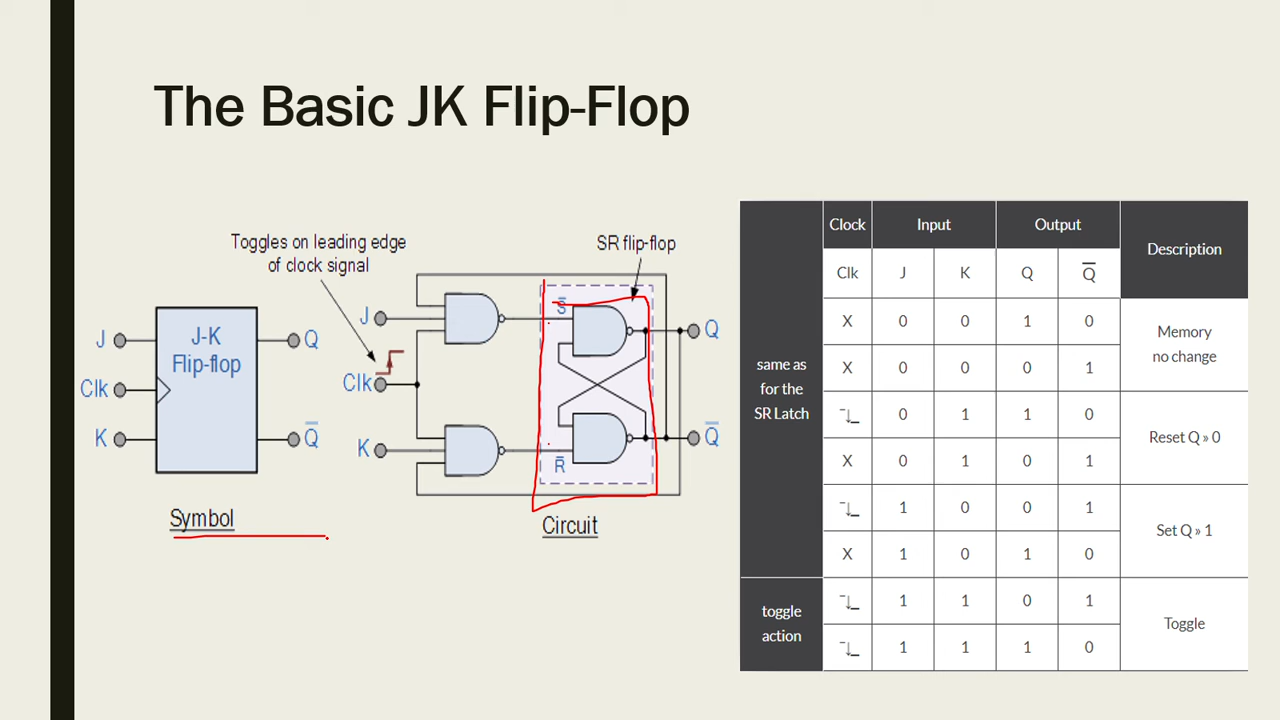 The Basic JK Flip-Flop
Toggles on leading edge
of clock signal
SR flip-flop
J
Clk
K
J-K
Flip-flop
Q
Q̅
Symbol
J
Clk
K
S̅
R̅
Q
Q̅
Circuit
Clock Input Output Description
Clk J K Q Q̅
same as
for the
SR Latch
X 0 0 1 0
X 0 0 0 1
Memory
no change
0 1 1 0
X 0 1 0 1
Reset Q » 0
1 0 0 1
X 1 0 1 0
Set Q » 1
toggle
action
1 1 0 1
1 1 1 0
Toggle